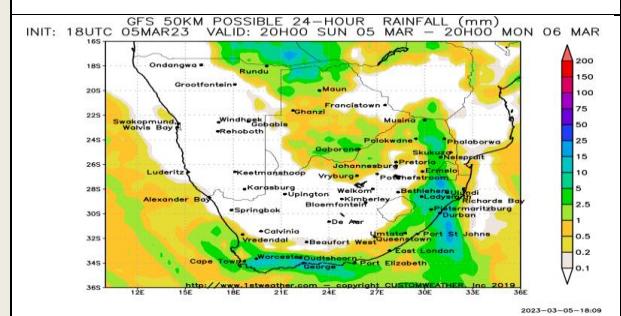 GFS 50KM POSSIBLE 24-HOUR RAINFALL (mm)
INIT: 18UTC 05MAR23 VALID: 20H00 SUN 05 MAR - 20H00 MON 06 MAR
16S
18S
20S
22S
24S
26S
28S
30S
32S
34S
36S
Ondangwa
Rundu
Grootfontein
Maun
Francistown
Ghanzi
Musina
Swakopmund
Windhoek
Gobabis
Walvis Bay
Rehoboth
Polokwane
Phalaborwa
Gaborone
Skukuza
Pretoria
Nelspruit
Johannesburg
Luderitz
Keetmanshoop
Vryburg
Potchefstroom
Ermelo
Karasburg
Upington
Welkom
Bethlehem
Ulundi
Alexander Bay
Kimberley
Ladysmith
Richards Bay
Springbok
Bloemfontein
Pietermaritzburg
Durban
De Aar
Calvinia
Umtata
Port St Johns
Vredendal
Beaufort West
Queenstown
East London
Cape Town
Worcester
Oudtshoorn
George
Port Elizabeth
http://www.1stweather.com - copyright CUSTOMWEATHER, Inc 2019
12E 15E 18E 21E 24E 27E 30E 33E 36E
200
150
100
75
50
25
15
10
5
2.5
1
0.5
0.2
0.1
2023-03-05-18:09